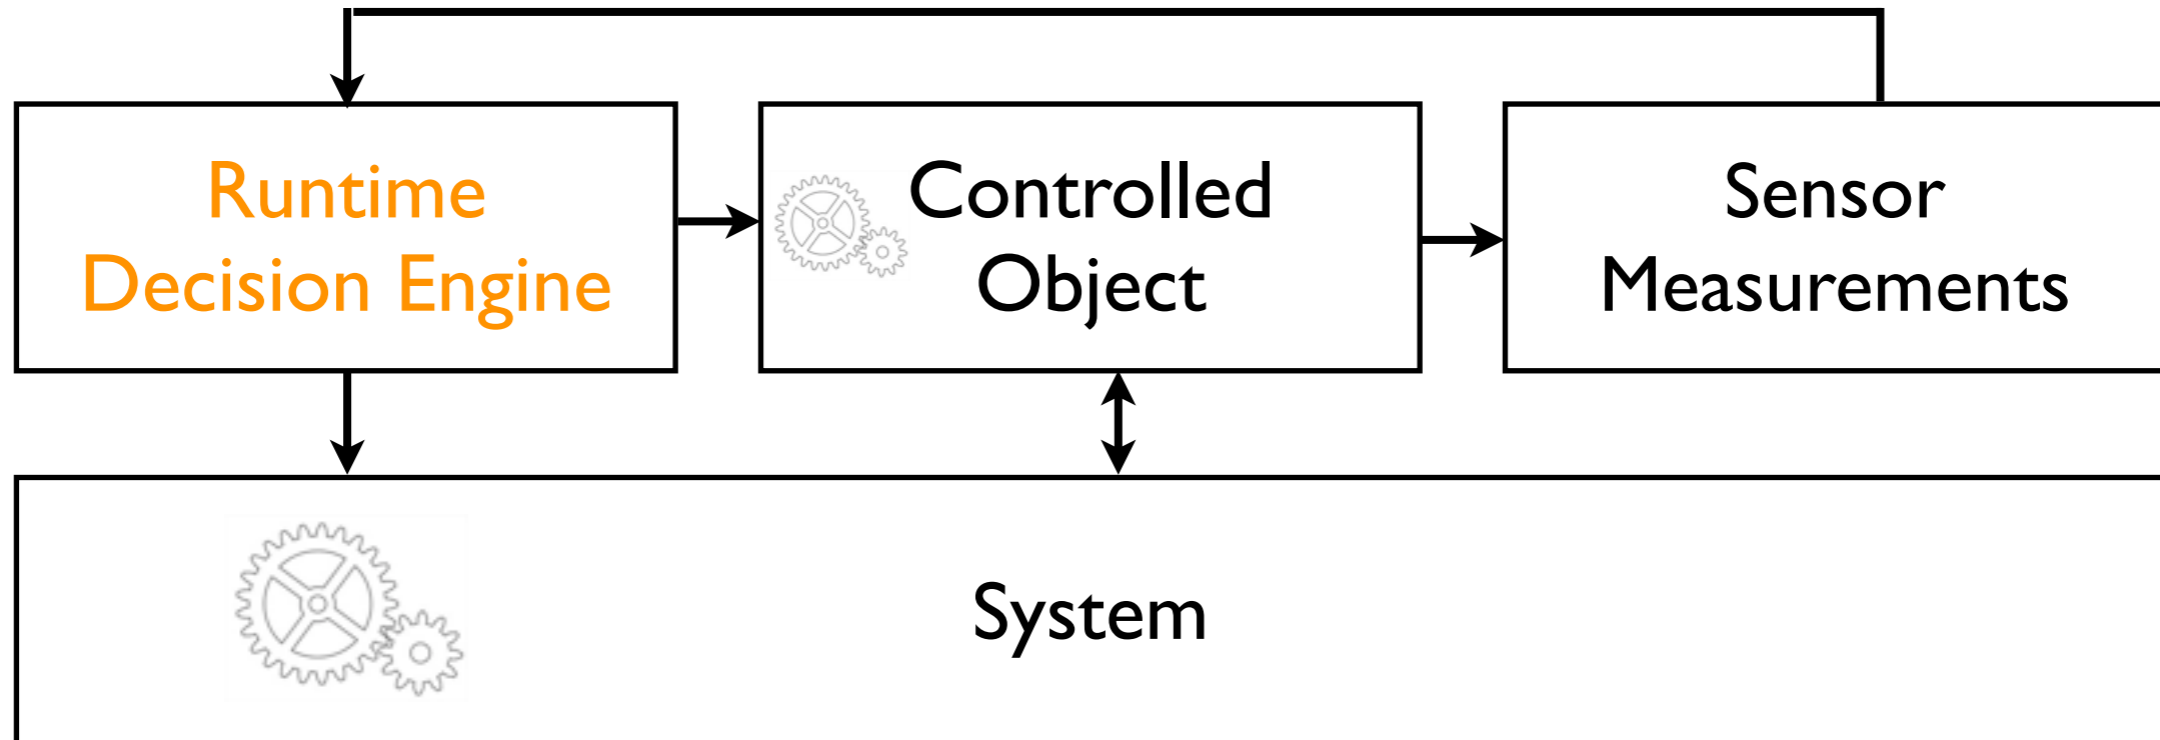 Runtime
Decision Engine
Controlled
Object
Sensor
Measurements
System